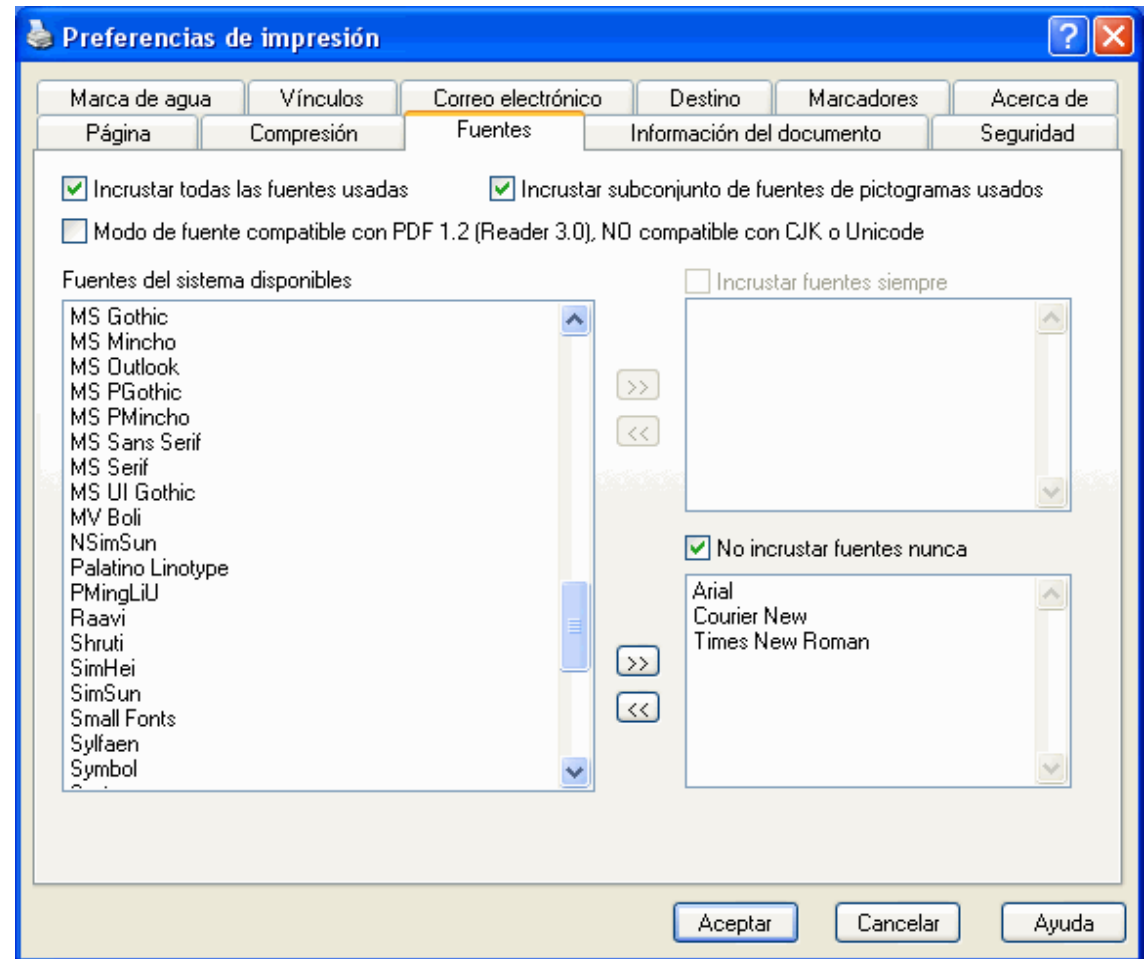 Preferencias de impresión
Marca de agua Vínculos Correo electrónico Destino Marcadores Acerca de
Página Compresión Fuentes Información del documento Seguridad
Incrustar todas las fuentes usadas Incrustar subconjunto de fuentes de pictogramas usados
Modo de fuente compatible con PDF 1.2 (Reader 3.0), NO compatible con CJK o Unicode
Fuentes del sistema disponibles
MS Gothic
MS Mincho
MS Outlook
MS PGothic
MS PMincho
MS Sans Serif
MS Serif
MS UI Gothic
MV Boli
NSimSun
Palatino Linotype
PMingLiU
Raavi
Shruti
SimHei
SimSun
Small Fonts
Sylfaen
Symbol
>>
<<
Incrustar fuentes siempre
No incrustar fuentes nunca
Arial
Courier New
Times New Roman
>>
<<
Aceptar Cancelar Ayuda